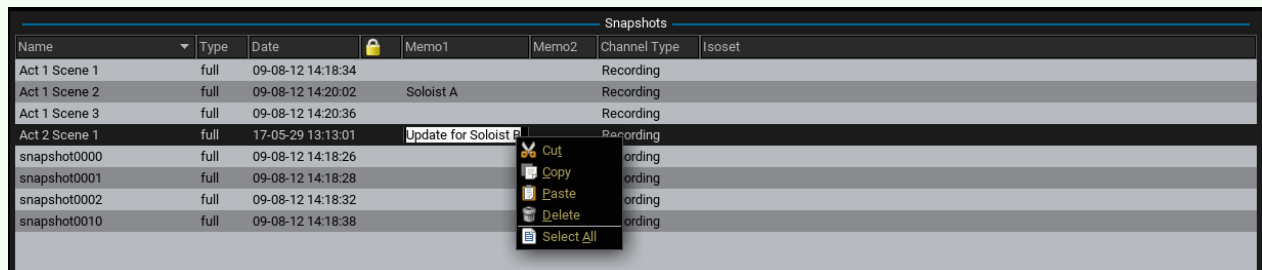 Snapshots
Name Type Date Memo1 Memo2 Channel Type Isoset
Act 1 Scene 1 full 09-08-12 14:18:34 Recording
Act 1 Scene 2 full 09-08-12 14:20:02 Soloist A Recording
Act 1 Scene 3 full 09-08-12 14:20:36 Recording
Act 2 Scene 1 full 17-05-29 13:13:01 Update for Soloist B Recording
snapshot0000 full 09-08-12 14:18:26 ording
snapshot0001 full 09-08-12 14:18:28 ording
snapshot0002 full 09-08-12 14:18:32 ording
snapshot0010 full 09-08-12 14:18:38 ording
Cut
Copy
Paste
Delete
Select All